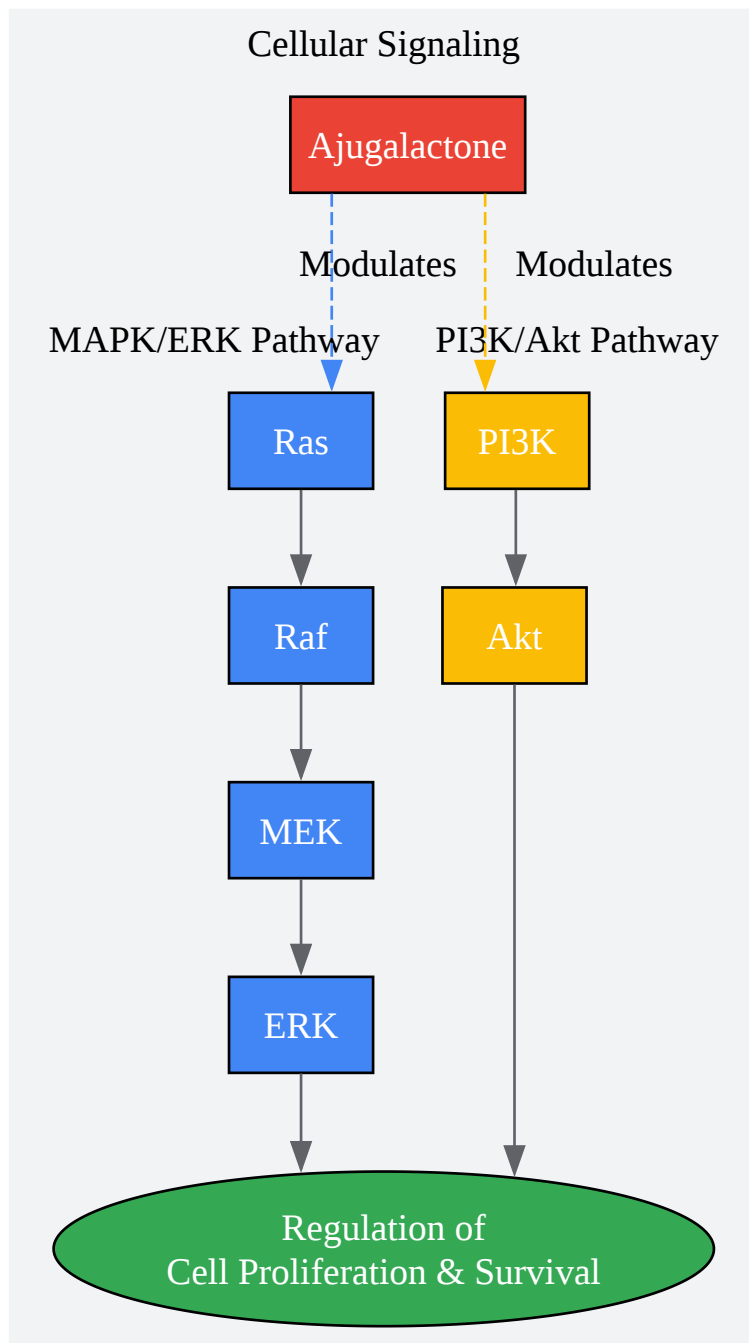 Cellular Signaling
Ajugalactone
Modulates
Modulates
MAPK/ERK Pathway
PI3K/Akt Pathway
Ras
PI3K
Raf
Akt
MEK
ERK
Regulation of
Cell Proliferation & Survival